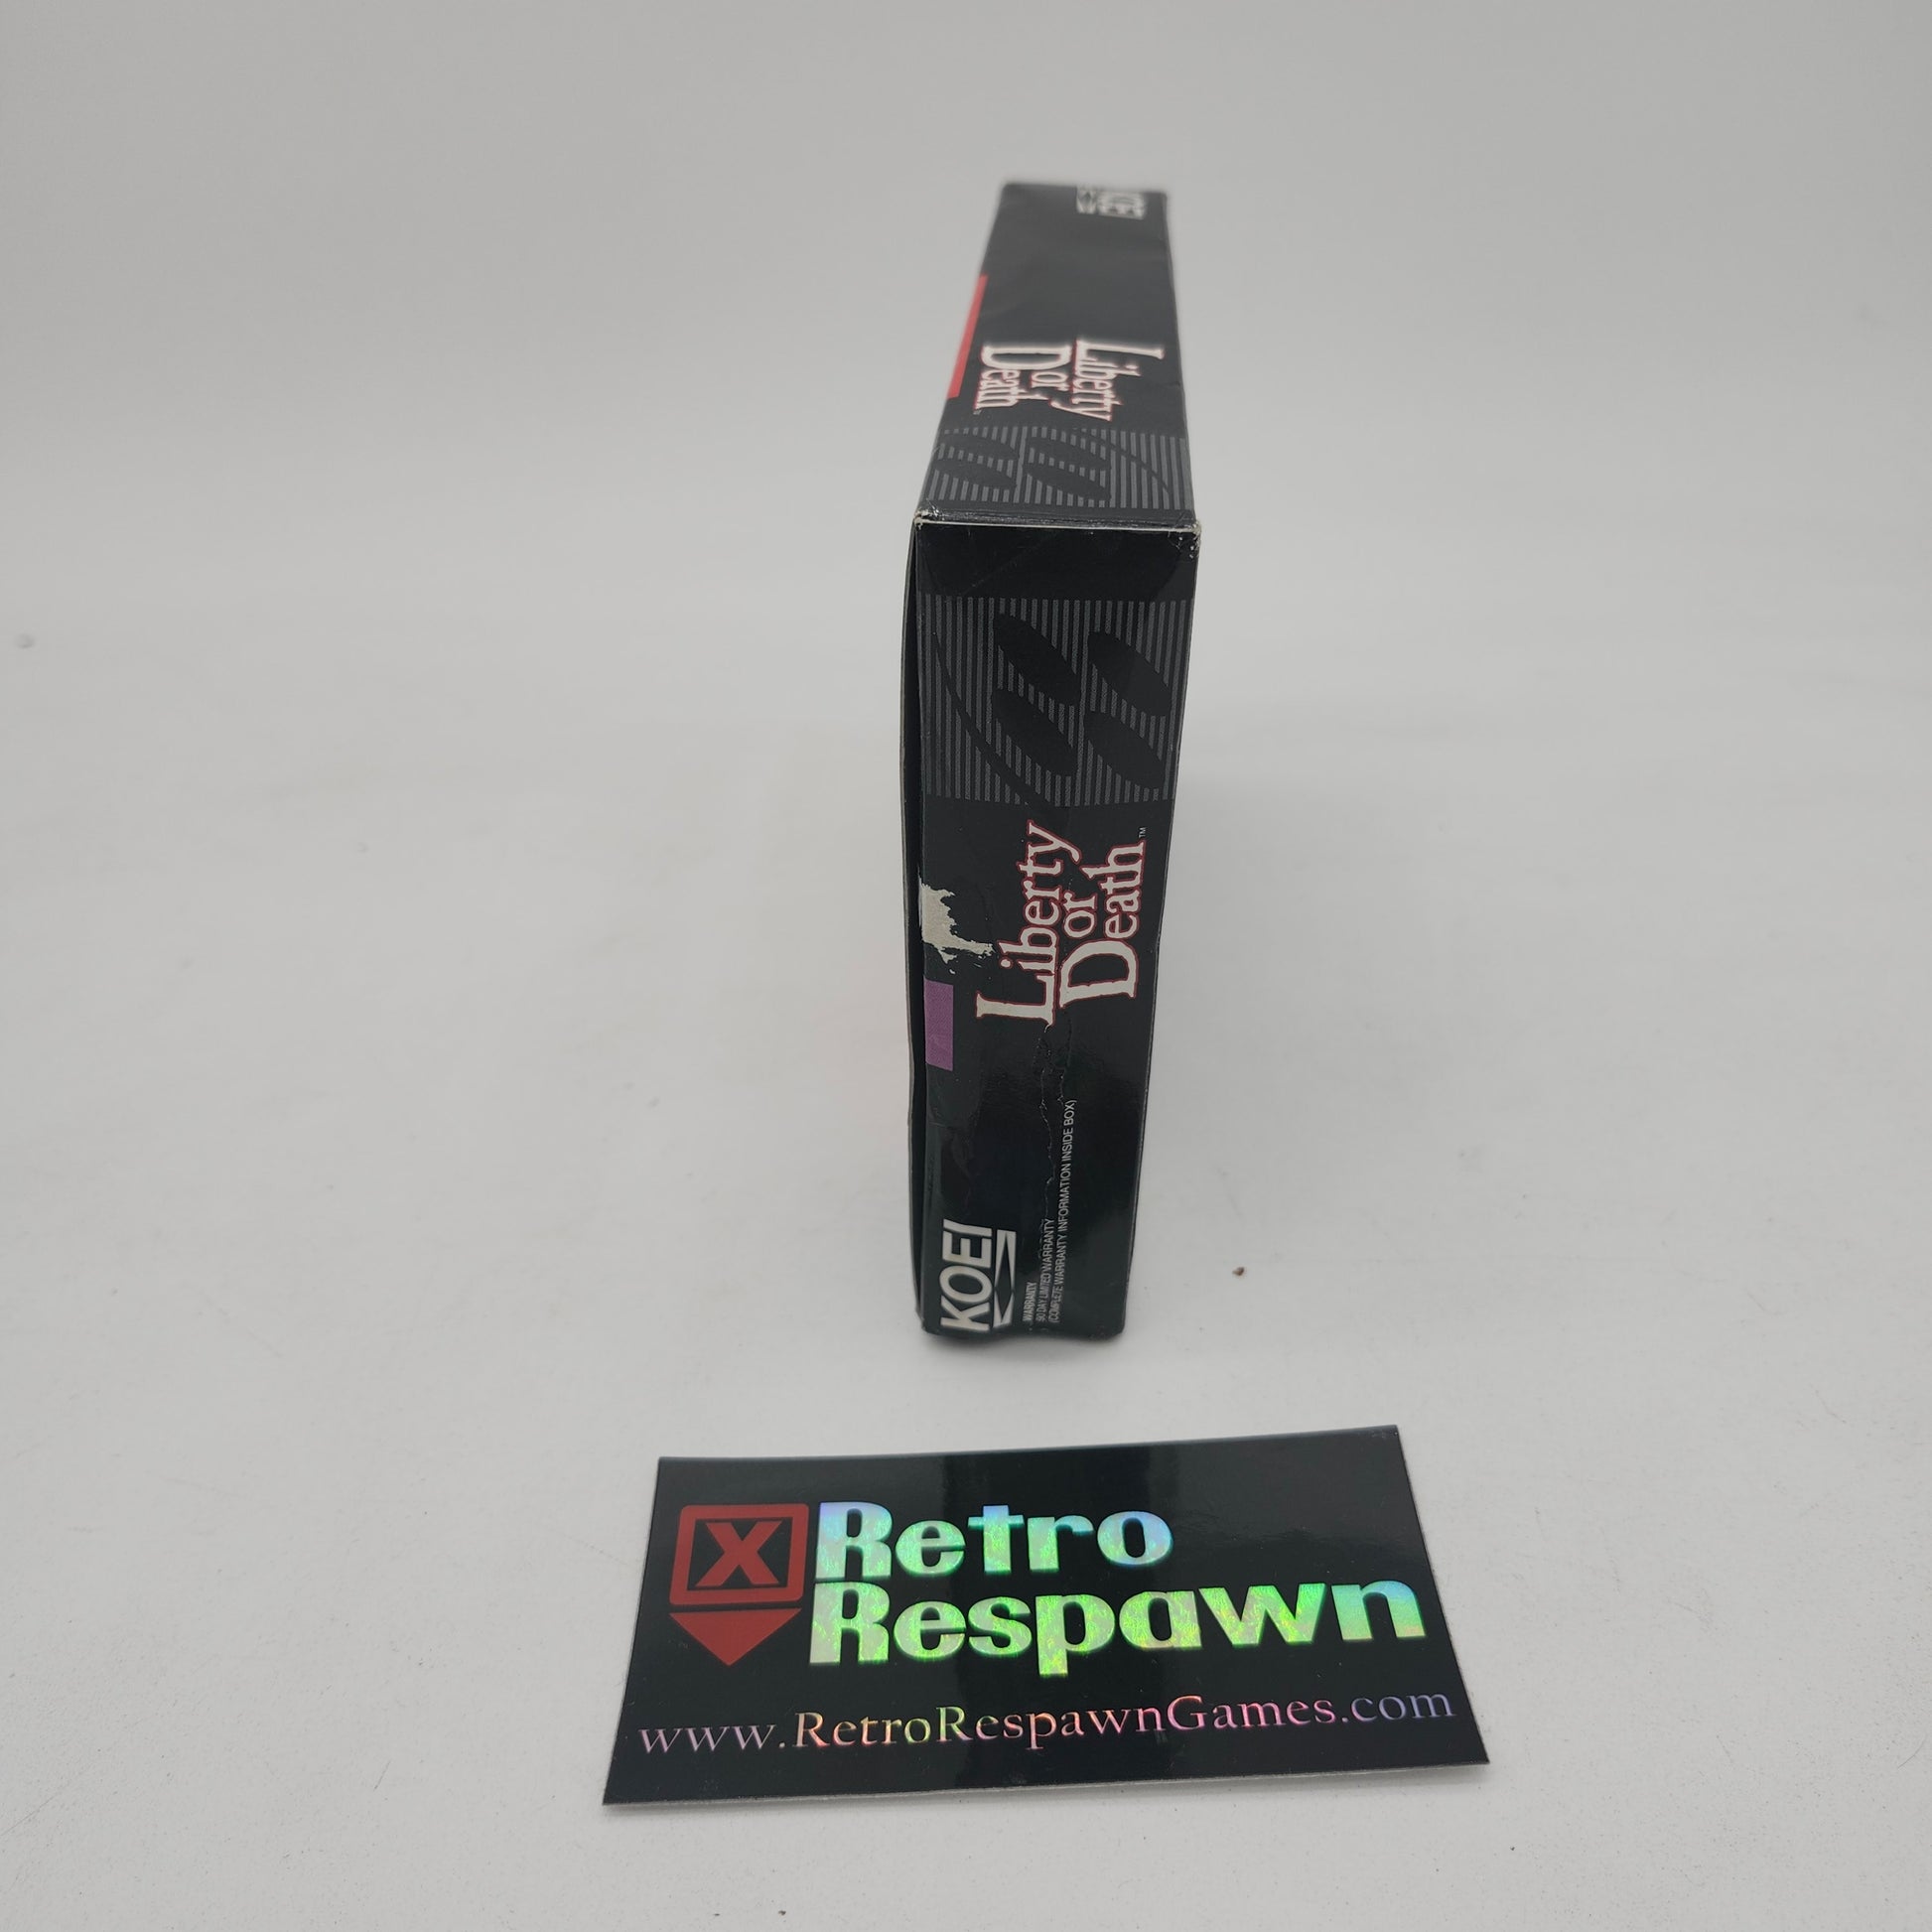 KOEI
Liberty
or
Death
Liberty
or
Death™
KOEI
WARRANTY
90 DAY LIMITED WARRANTY
(COMPLETE WARRANTY INFORMATION INSIDE BOX)
X
Retro
Respawn
www.RetroRespawnGames.com